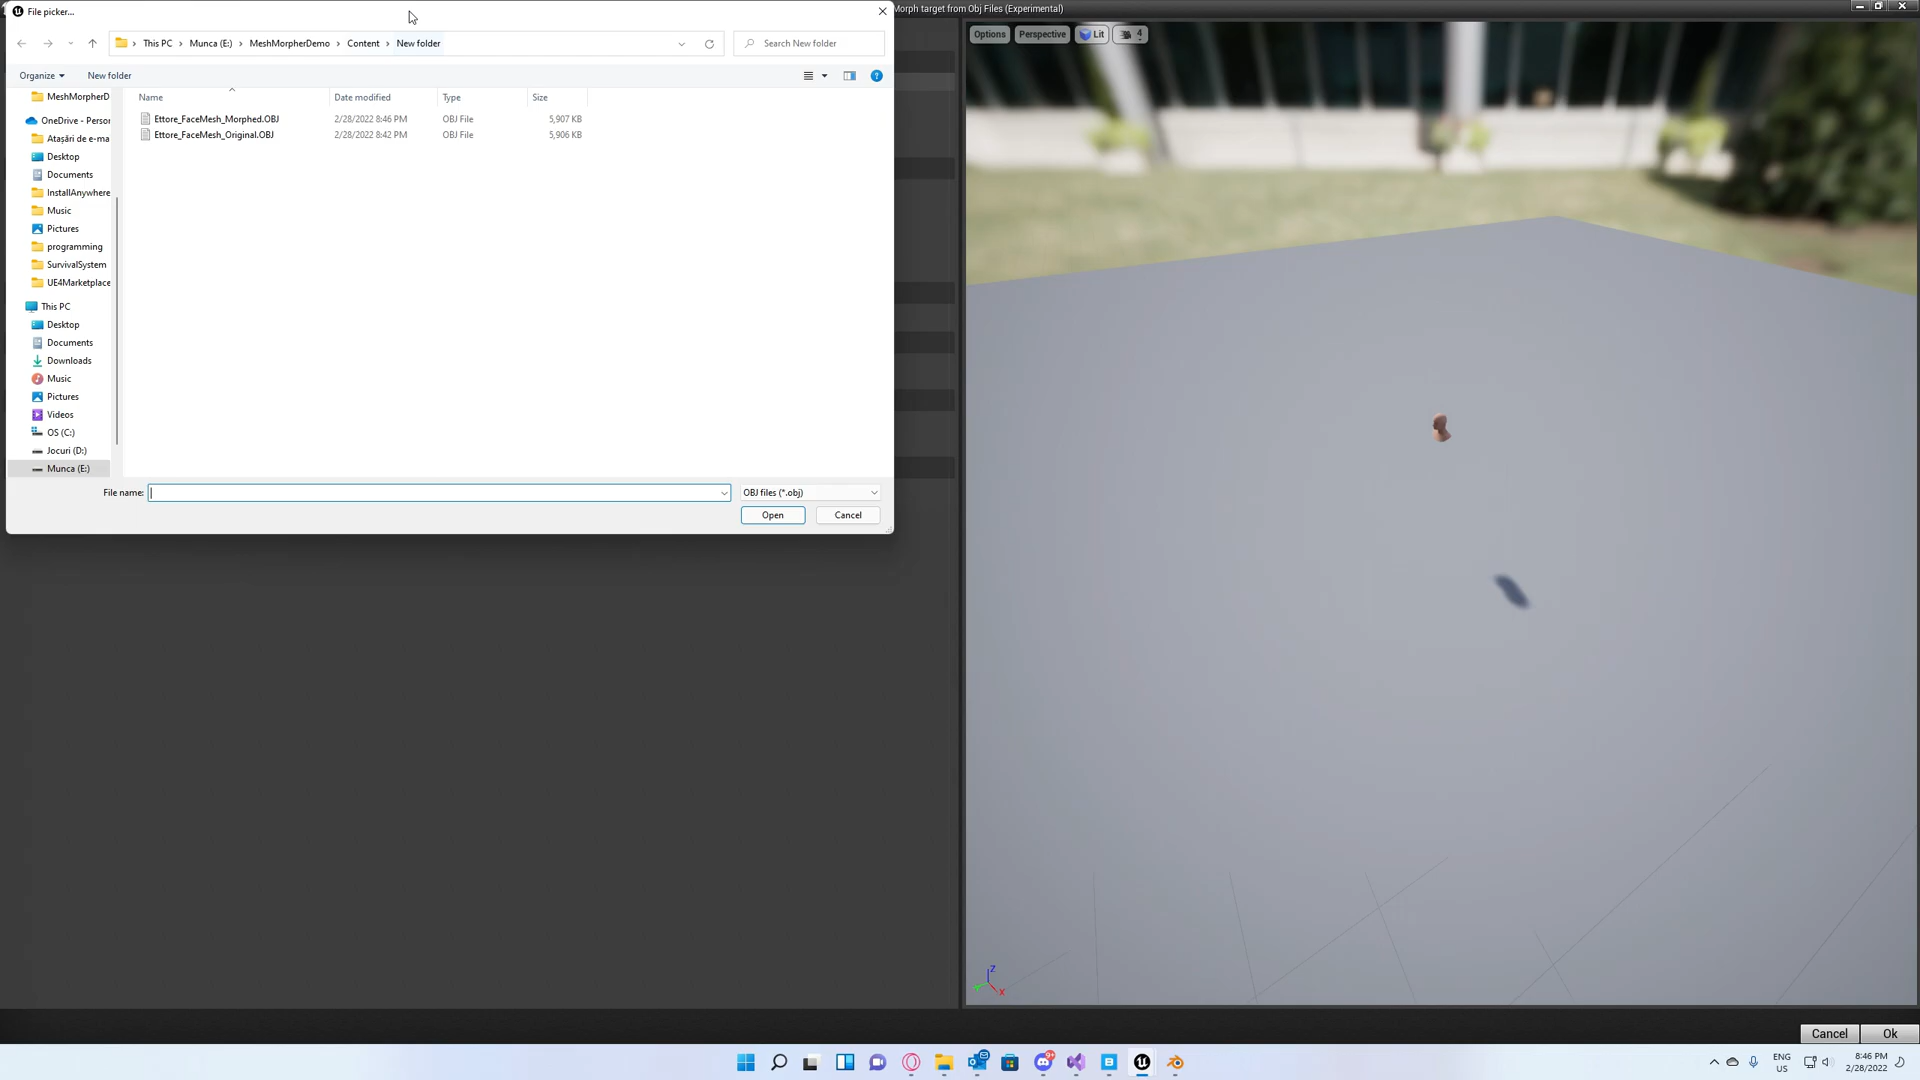 File picker...
Morph target from Obj Files (Experimental)
This PC › Munca (E:) › MeshMorpherDemo › Content › New folder
Search New folder
Organize
New folder
Name
Date modified
Type
Size
Ettore_FaceMesh_Morphed.OBJ
2/28/2022 8:46 PM
OBJ File
5,907 KB
Ettore_FaceMesh_Original.OBJ
2/28/2022 8:42 PM
OBJ File
5,906 KB
MeshMorpherD
OneDrive - Person
Atașări de e-ma
Desktop
Documents
InstallAnywhere
Music
Pictures
programming
SurvivalSystem
UE4Marketplace
This PC
Desktop
Documents
Downloads
Music
Pictures
Videos
OS (C:)
Jocuri (D:)
Munca (E:)
File name:
OBJ files (*.obj)
Open
Cancel
Options
Perspective
Lit
4
Z
X
Cancel
Ok
9+
ENG
US
8:46 PM
2/28/2022